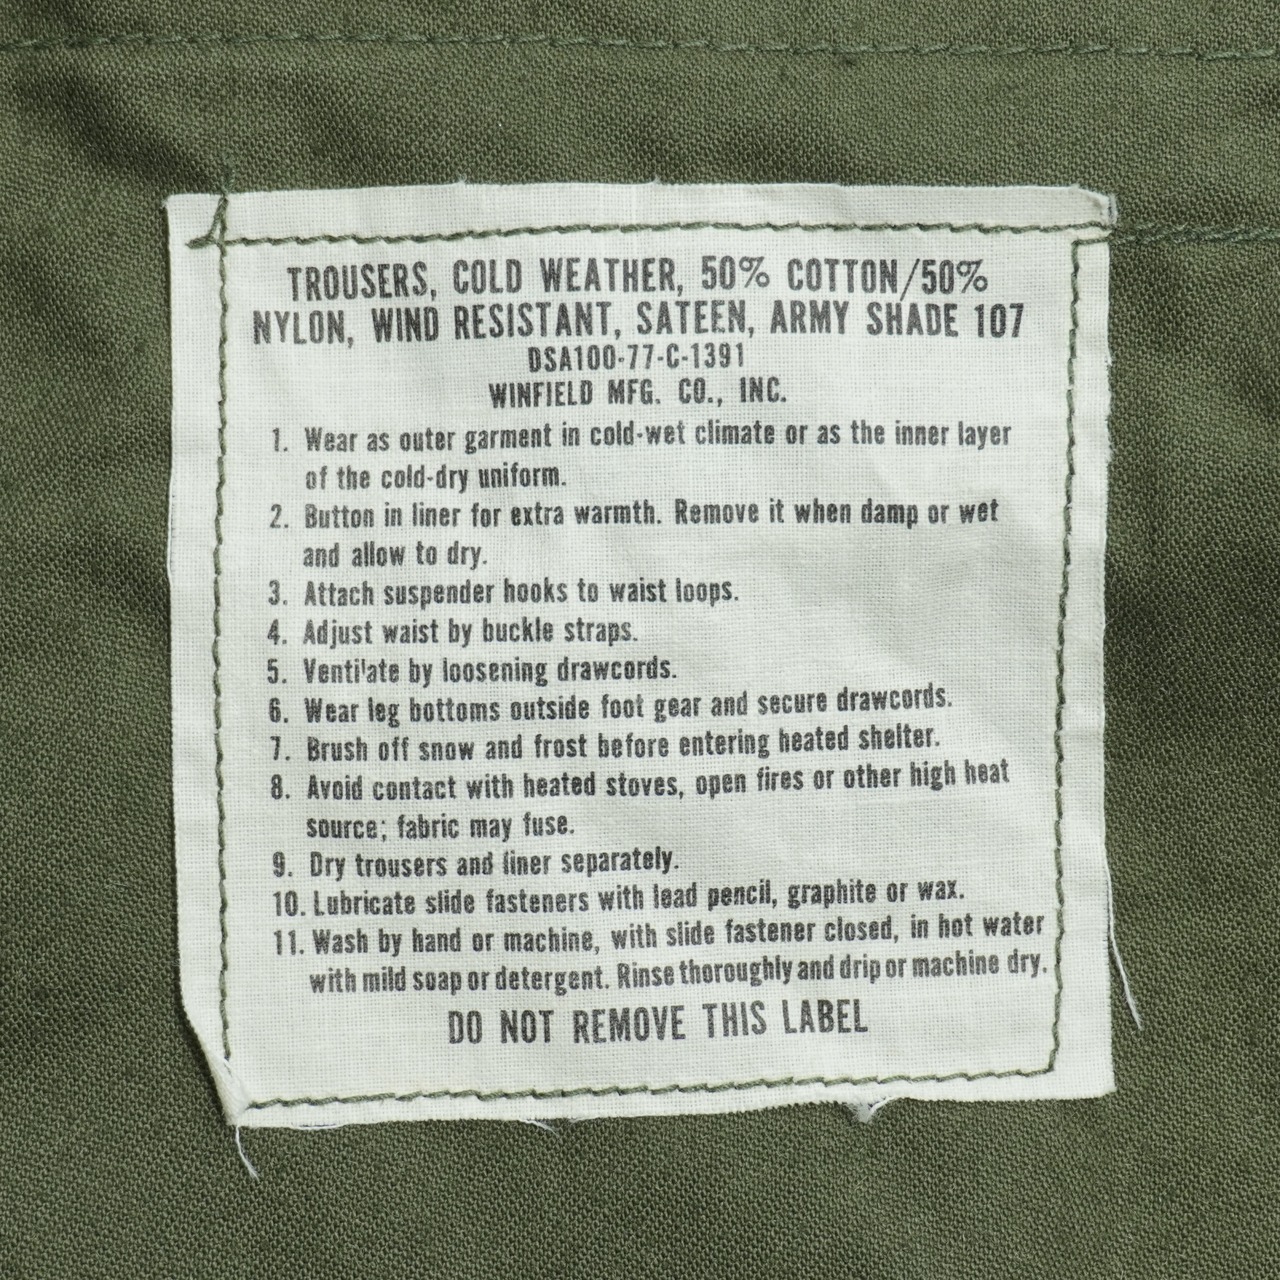 TROUSERS, COLD WEATHER, 50% COTTON/50%
NYLON, WIND RESISTANT, SATEEN, ARMY SHADE 107
DSA100-77-C-1391
WINFIELD MFG. CO., INC.
1. Wear as outer garment in cold-wet climate or as the inner layer
of the cold-dry uniform.
2. Button in liner for extra warmth. Remove it when damp or wet
and allow to dry.
3. Attach suspender hooks to waist loops.
4. Adjust waist by buckle straps.
5. Ventilate by loosening drawcords.
6. Wear leg bottoms outside foot gear and secure drawcords.
7. Brush off snow and frost before entering heated shelter.
8. Avoid contact with heated stoves, open fires or other high heat
source; fabric may fuse.
9. Dry trousers and liner separately.
10. Lubricate slide fasteners with lead pencil, graphite or wax.
11. Wash by hand or machine, with slide fastener closed, in hot water
with mild soap or detergent. Rinse thoroughly and drip or machine dry.
DO NOT REMOVE THIS LABEL